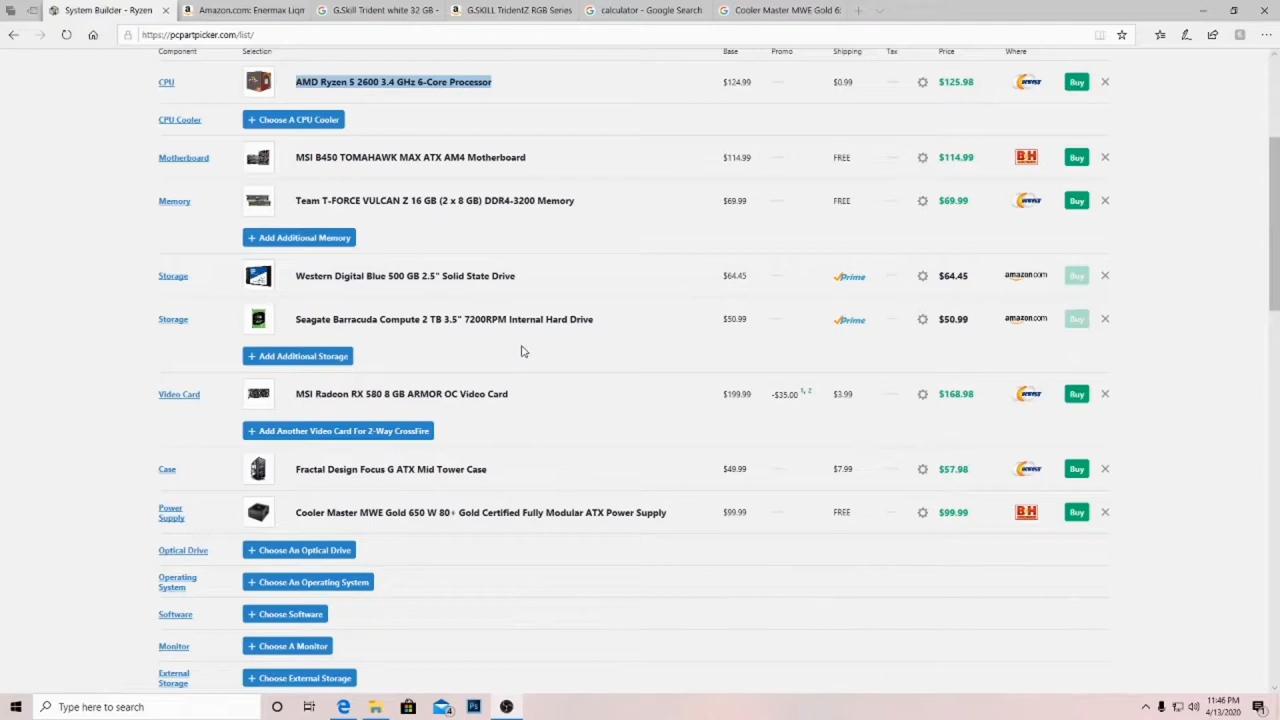 System Builder - Ryzen
Amazon.com: Enermax Liqm
G.Skill Trident white 32 GB -
G.SKILL TridentZ RGB Series
calculator - Google Search
Cooler Master MWE Gold 6
https://pcpartpicker.com/list/
Component Selection Base Promo Shipping Tax Price Where
CPU AMD Ryzen 5 2600 3.4 GHz 6-Core Processor $124.99 $0.99 $125.98 Buy
CPU Cooler + Choose A CPU Cooler
Motherboard MSI B450 TOMAHAWK MAX ATX AM4 Motherboard $114.99 FREE $114.99 B&H Buy
Memory Team T-FORCE VULCAN Z 16 GB (2 x 8 GB) DDR4-3200 Memory $69.99 FREE $69.99 Buy
+ Add Additional Memory
Storage Western Digital Blue 500 GB 2.5" Solid State Drive $64.45 Prime $64.45 amazon.com Buy
Storage Seagate Barracuda Compute 2 TB 3.5" 7200RPM Internal Hard Drive $50.99 Prime $50.99 amazon.com Buy
+ Add Additional Storage
Video Card MSI Radeon RX 580 8 GB ARMOR OC Video Card $199.99 -$35.00 1, 2 $3.99 $168.98 Buy
+ Add Another Video Card For 2-Way CrossFire
Case Fractal Design Focus G ATX Mid Tower Case $49.99 $7.99 $57.98 Buy
Power Supply Cooler Master MWE Gold 650 W 80+ Gold Certified Fully Modular ATX Power Supply $99.99 FREE $99.99 B&H Buy
Optical Drive + Choose An Optical Drive
Operating System + Choose An Operating System
Software + Choose Software
Monitor + Choose A Monitor
External Storage + Choose External Storage
Type here to search
4
Ps
11:46 PM
4/13/2020
1